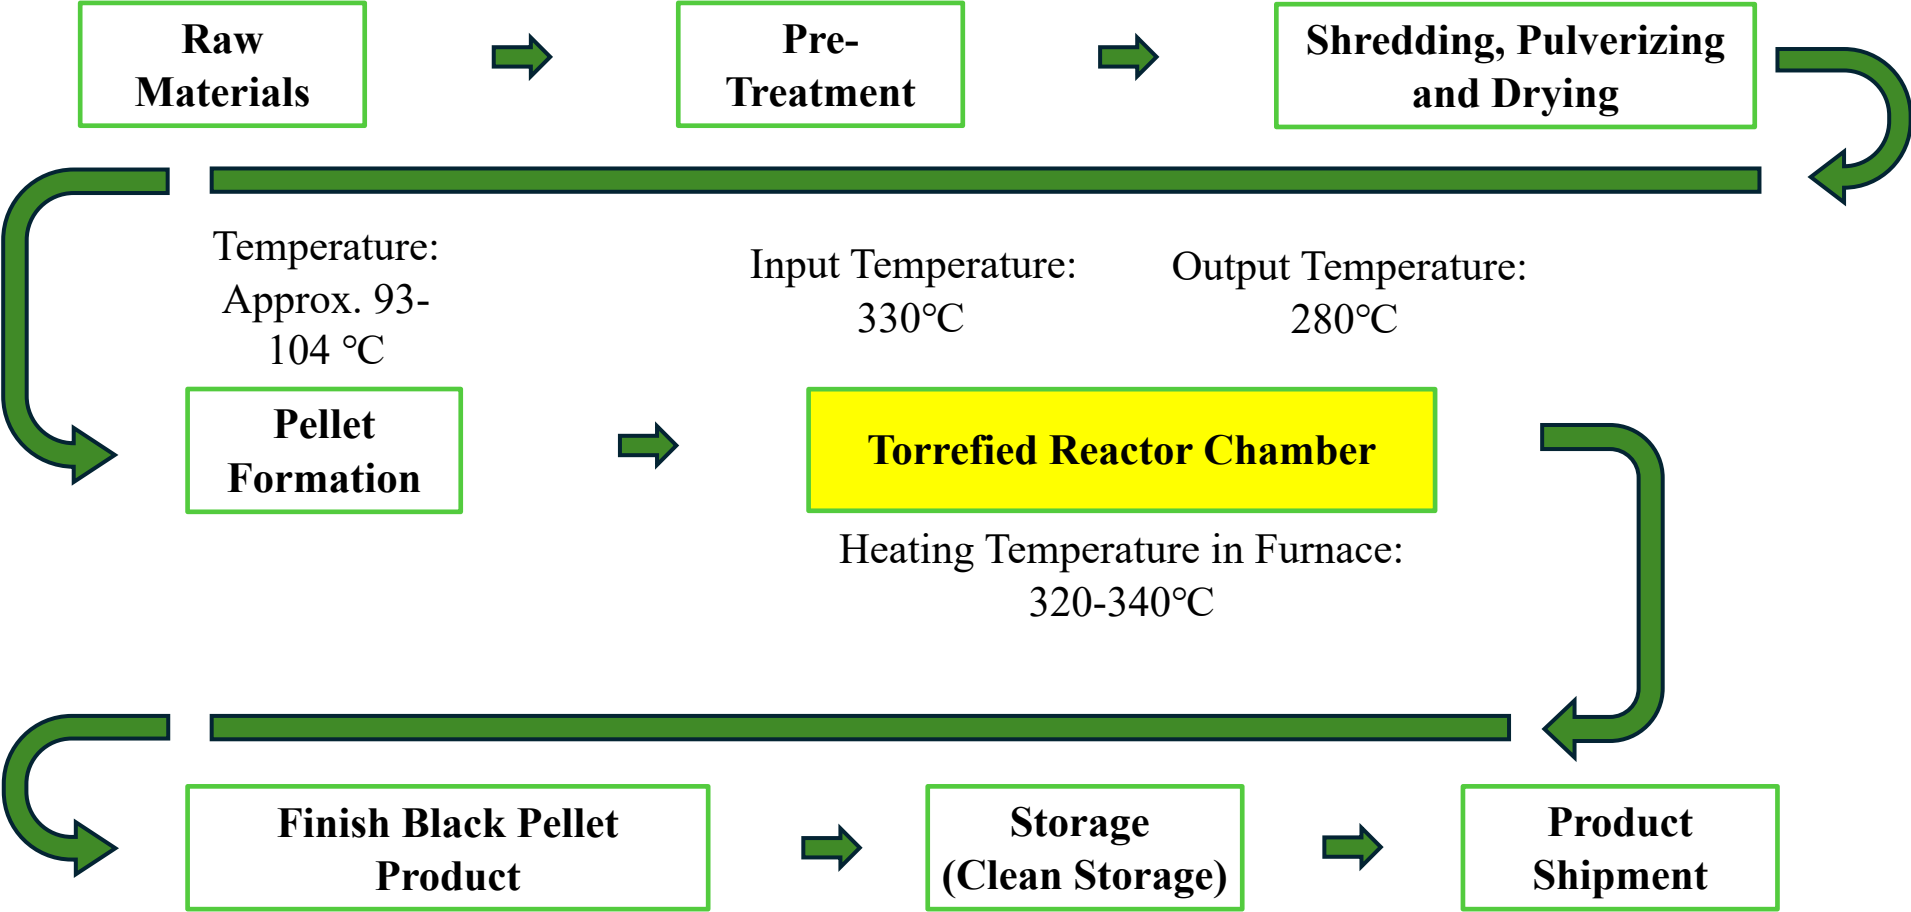 Raw
Materials
Pre-
Treatment
Shredding, Pulverizing
and Drying
Temperature:
Approx. 93-
104 ℃
Input Temperature:
330℃
Output Temperature:
280℃
Pellet
Formation
Torrefied Reactor Chamber
Heating Temperature in Furnace:
320-340℃
Finish Black Pellet
Product
Storage
(Clean Storage)
Product
Shipment